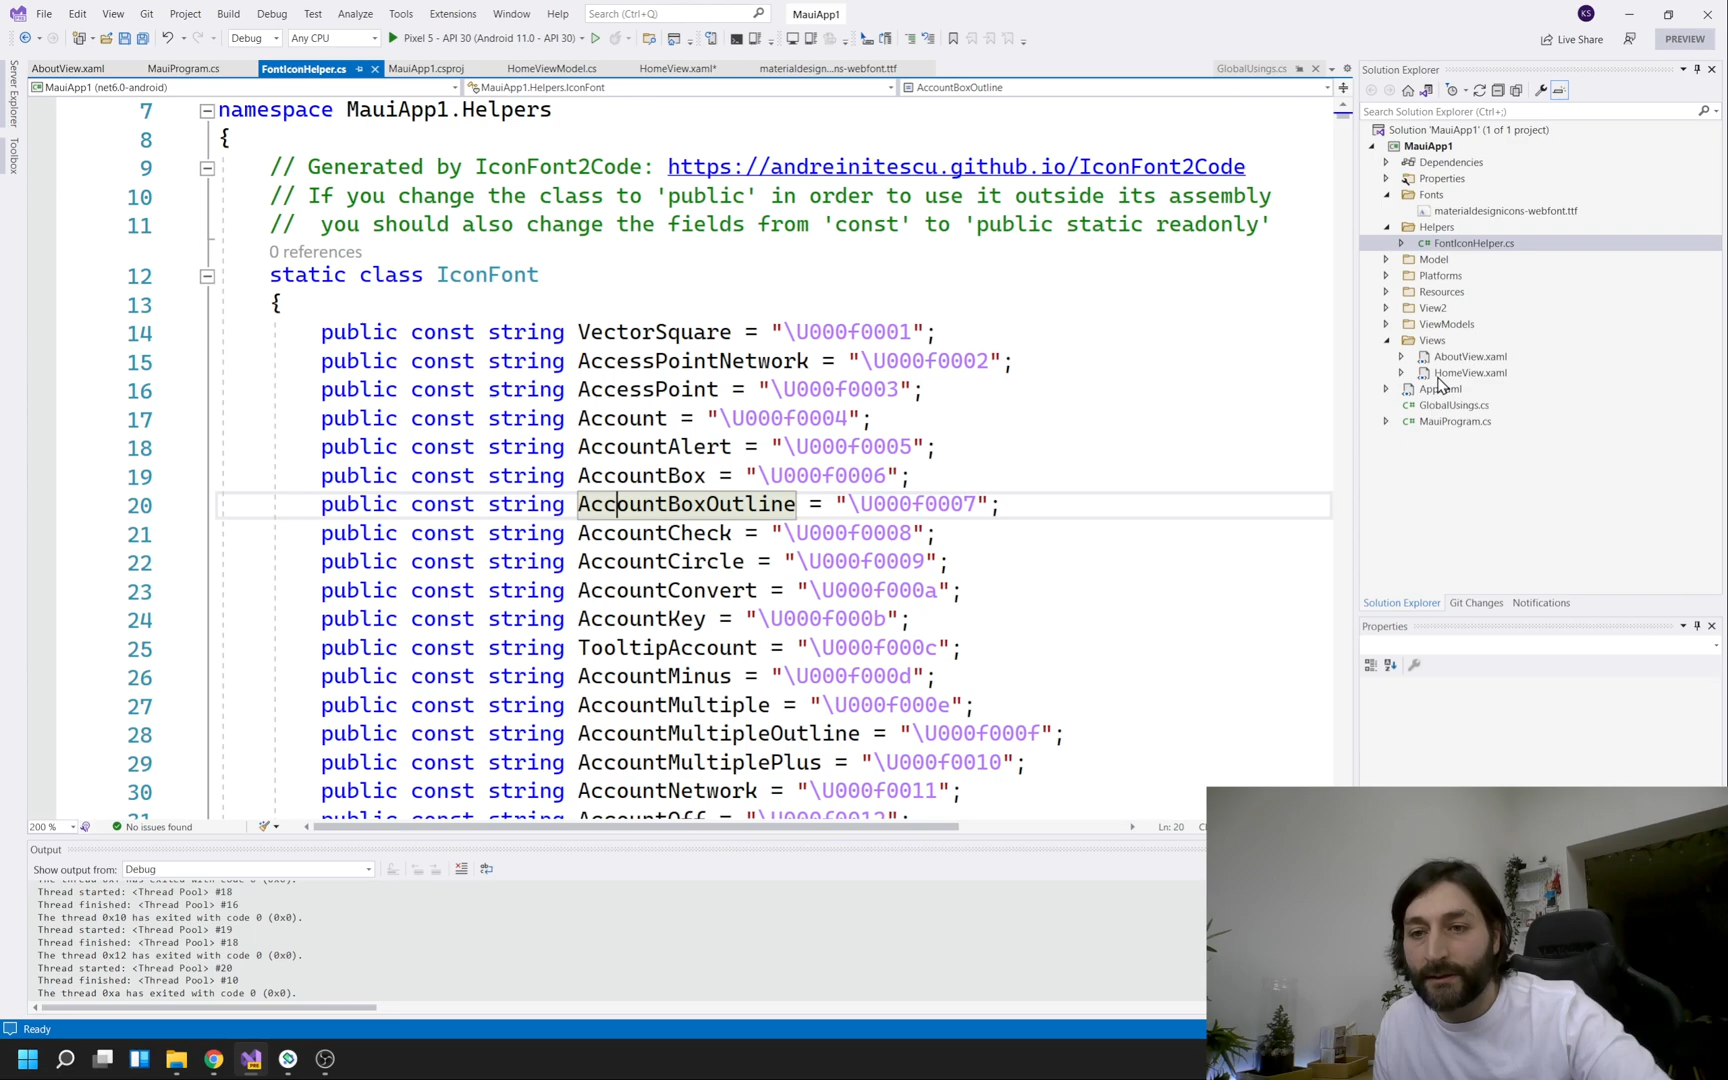 File Edit View Git Project Build Debug Test Analyze Tools Extensions Window Help Search (Ctrl+Q) MauiApp1 KS
Debug Any CPU Pixel 5 - API 30 (Android 11.0 - API 30) Live Share PREVIEW
AboutView.xaml MauiProgram.cs FontIconHelper.cs MauiApp1.csproj HomeViewModel.cs HomeView.xaml* materialdesign...ns-webfont.ttf GlobalUsings.cs
MauiApp1 (net6.0-android) MauiApp1.Helpers.IconFont AccountBoxOutline
Server Explorer
Toolbox
7 namespace MauiApp1.Helpers
8 {
9 // Generated by IconFont2Code: https://andreinitescu.github.io/IconFont2Code
10 // If you change the class to 'public' in order to use it outside its assembly
11 //  you should also change the fields from 'const' to 'public static readonly'
0 references
12 static class IconFont
13 {
14 public const string VectorSquare = "\U000f0001";
15 public const string AccessPointNetwork = "\U000f0002";
16 public const string AccessPoint = "\U000f0003";
17 public const string Account = "\U000f0004";
18 public const string AccountAlert = "\U000f0005";
19 public const string AccountBox = "\U000f0006";
20 public const string AccountBoxOutline = "\U000f0007";
21 public const string AccountCheck = "\U000f0008";
22 public const string AccountCircle = "\U000f0009";
23 public const string AccountConvert = "\U000f000a";
24 public const string AccountKey = "\U000f000b";
25 public const string TooltipAccount = "\U000f000c";
26 public const string AccountMinus = "\U000f000d";
27 public const string AccountMultiple = "\U000f000e";
28 public const string AccountMultipleOutline = "\U000f000f";
29 public const string AccountMultiplePlus = "\U000f0010";
30 public const string AccountNetwork = "\U000f0011";
31 public const string AccountOff = "\U000f0012";
200 % No issues found Ln: 20
Output
Show output from: Debug
Thread started: <Thread Pool> #18
Thread finished: <Thread Pool> #16
The thread 0x10 has exited with code 0 (0x0).
Thread started: <Thread Pool> #19
Thread finished: <Thread Pool> #18
The thread 0x12 has exited with code 0 (0x0).
Thread started: <Thread Pool> #20
Thread finished: <Thread Pool> #10
The thread 0xa has exited with code 0 (0x0).
Ready
Solution Explorer
Search Solution Explorer (Ctrl+;)
Solution 'MauiApp1' (1 of 1 project)
MauiApp1
Dependencies
Properties
Fonts
materialdesignicons-webfont.ttf
Helpers
FontIconHelper.cs
Model
Platforms
Resources
View2
ViewModels
Views
AboutView.xaml
HomeView.xaml
App.xaml
GlobalUsings.cs
MauiProgram.cs
Solution Explorer Git Changes Notifications
Properties